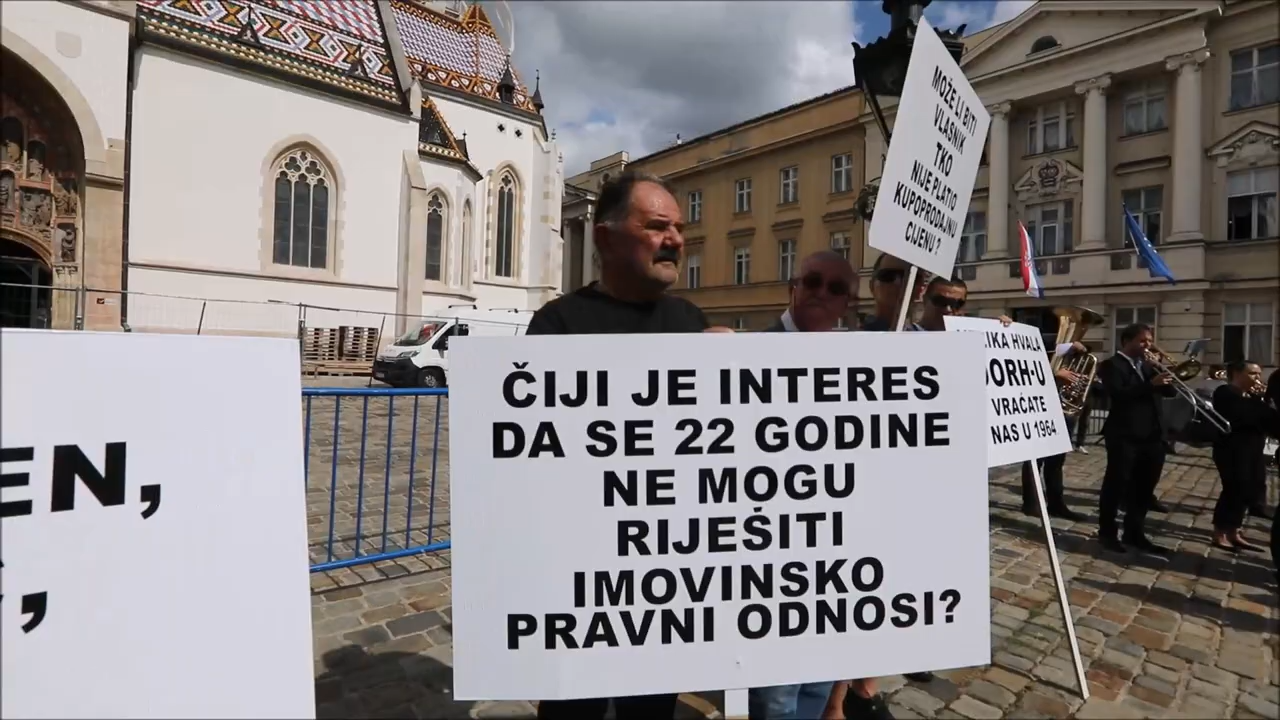 MOŽE LI BITI
VLASNIK
TKO
NIJE PLATIO
KUPOPRODAJNU
CIJENU ?
HVALA
DORH-U
VRAĆATE
NAS U 1964
EN,
,
ČIJI JE INTERES
DA SE 22 GODINE
NE MOGU
RIJEŠITI
IMOVINSKO
PRAVNI ODNOSI?